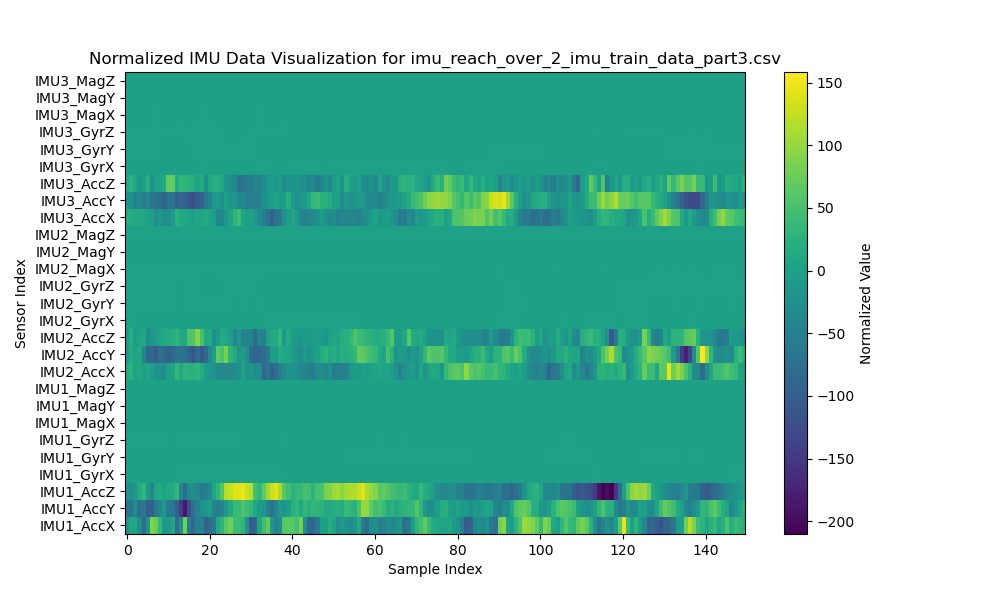 Normalized IMU Data Visualization for imu_reach_over_2_imu_train_data_part3.csv
IMU3_MagZ
IMU3_MagY
IMU3_MagX
IMU3_GyrZ
IMU3_GyrY
IMU3_GyrX
IMU3_AccZ
IMU3_AccY
IMU3_AccX
IMU2_MagZ
IMU2_MagY
IMU2_MagX
IMU2_GyrZ
IMU2_GyrY
IMU2_GyrX
IMU2_AccZ
IMU2_AccY
IMU2_AccX
IMU1_MagZ
IMU1_MagY
IMU1_MagX
IMU1_GyrZ
IMU1_GyrY
IMU1_GyrX
IMU1_AccZ
IMU1_AccY
IMU1_AccX
Sensor Index
0 20 40 60 80 100 120 140
Sample Index
150
100
50
0
−50
−100
−150
−200
Normalized Value